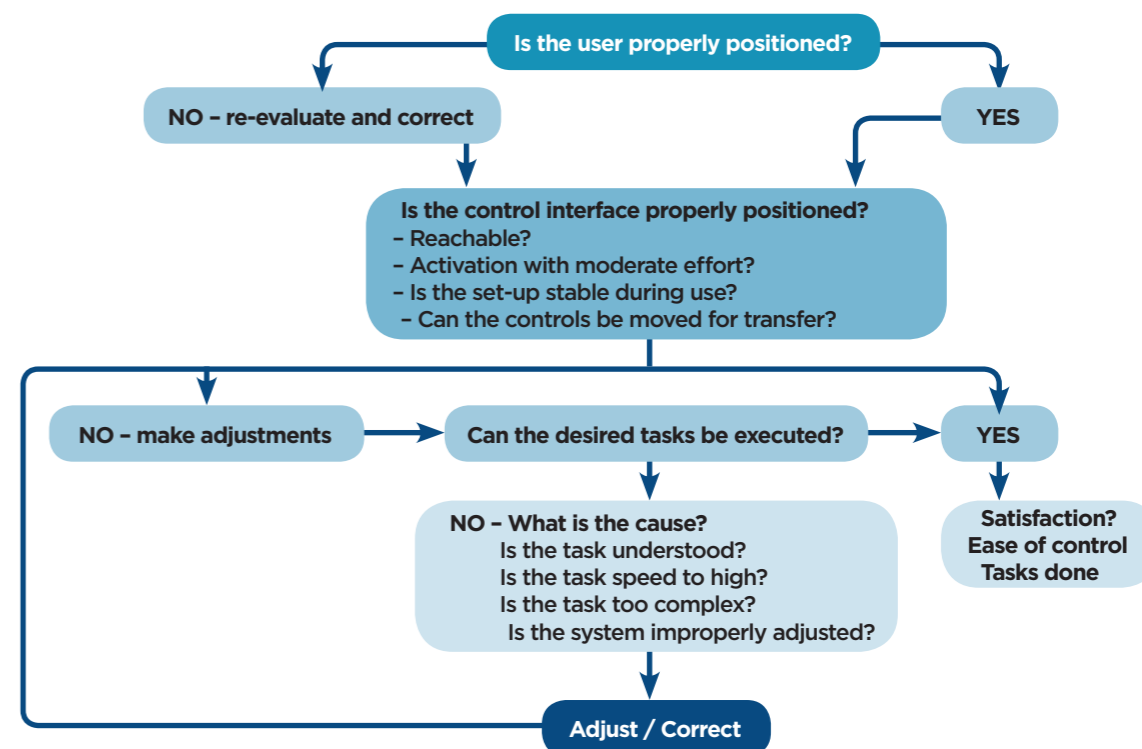 Is the user properly positioned?
NO – re-evaluate and correct
YES
Is the control interface properly positioned?
– Reachable?
– Activation with moderate effort?
– Is the set-up stable during use?
– Can the controls be moved for transfer?
NO – make adjustments
Can the desired tasks be executed?
YES
NO – What is the cause?
Is the task understood?
Is the task speed to high?
Is the task too complex?
Is the system improperly adjusted?
Satisfaction?
Ease of control
Tasks done
Adjust / Correct